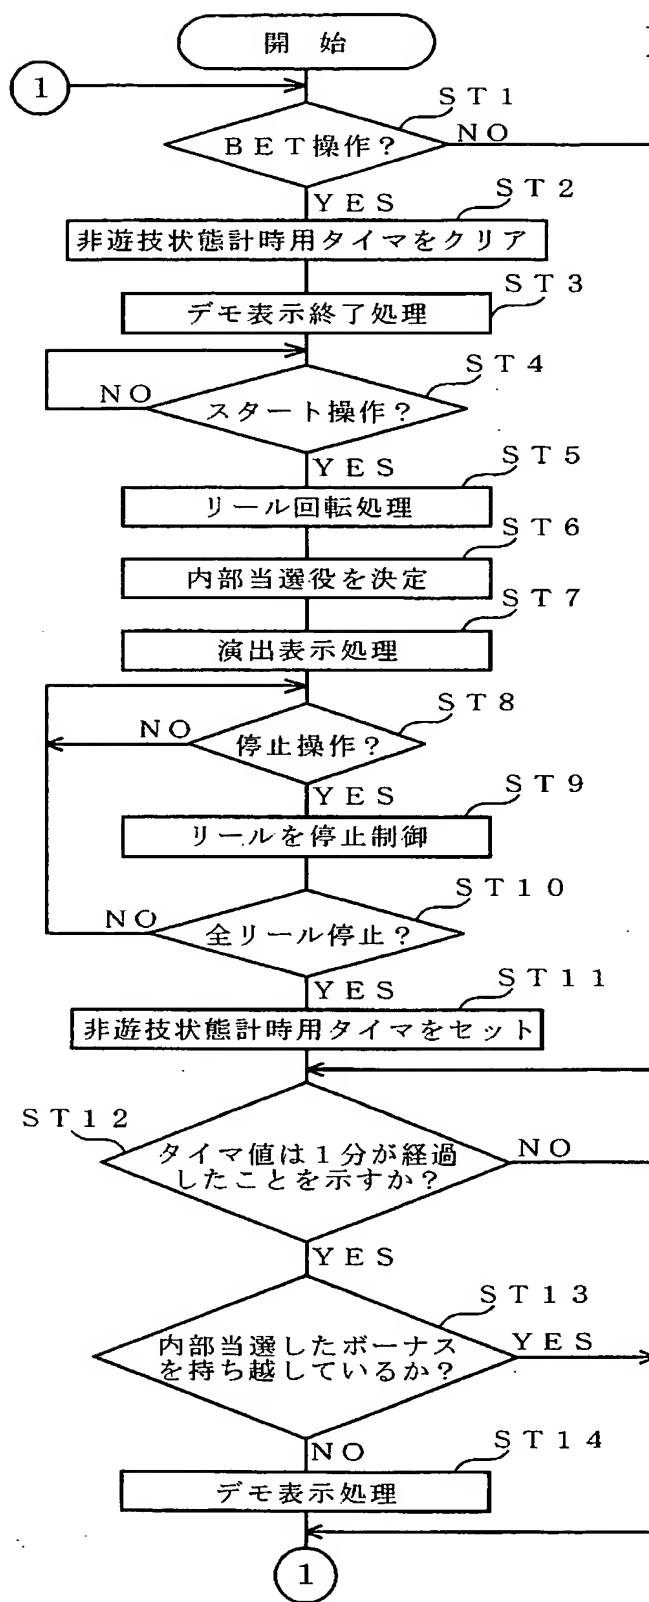 開　始
1
ST1
BET操作？
NO
YES
ST2
非遊技状態計時用タイマをクリア
ST3
デモ表示終了処理
ST4
NO
スタート操作？
YES
ST5
リール回転処理
ST6
内部当選役を決定
ST7
演出表示処理
ST8
NO
停止操作？
YES
ST9
リールを停止制御
ST10
NO
全リール停止？
YES
ST11
非遊技状態計時用タイマをセット
ST12
タイマ値は1分が経過
したことを示すか？
NO
YES
ST13
内部当選したボーナス
を持ち越しているか？
YES
NO
ST14
デモ表示処理
1